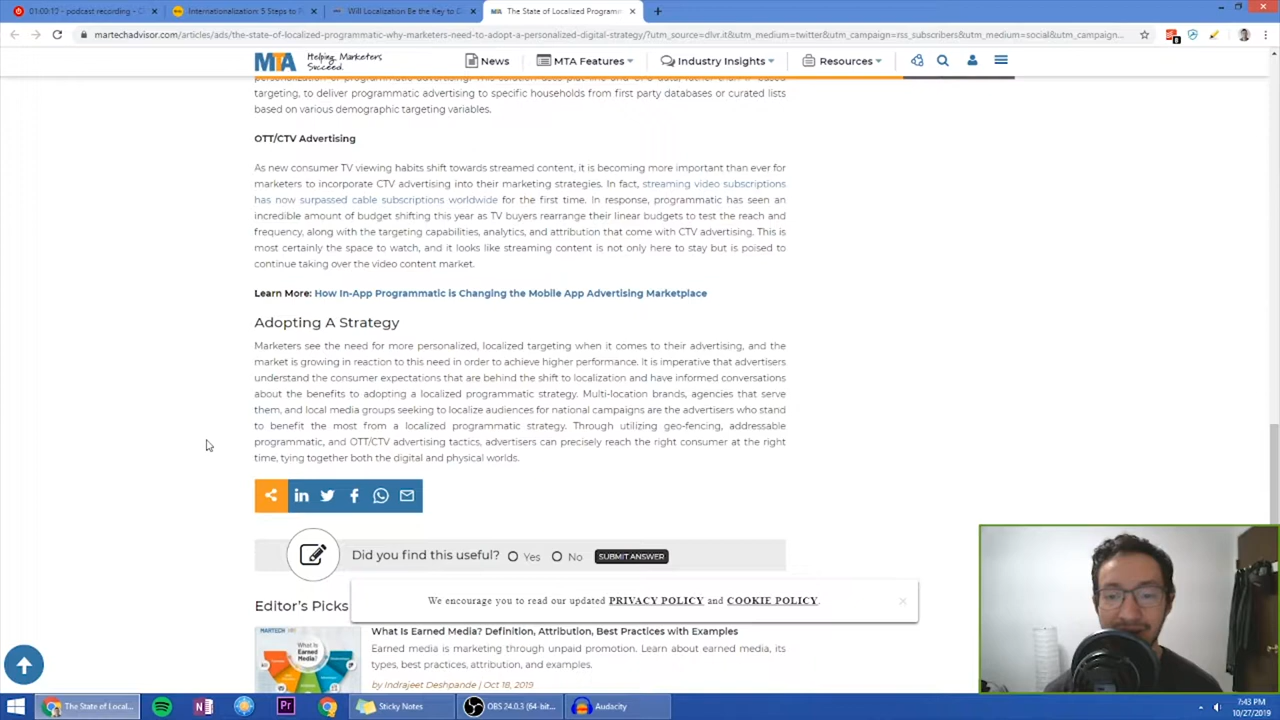 01:00:12 - podcast recording - C
Internationalization: 5 Steps to
Will Localization Be the Key to
The State of Localized Programm
martechadvisor.com/articles/ads/the-state-of-localized-programmatic-why-marketers-need-to-adopt-a-personalized-digital-strategy/?utm_source=dlvr.it&utm_medium=twitter&utm_campaign=rss_subscribers&utm_medium=social&utm_campaign...
MTA Helping Marketers Succeed.
News
MTA Features
Industry Insights
Resources
targeting, to deliver programmatic advertising to specific households from first party databases or curated lists
based on various demographic targeting variables.
OTT/CTV Advertising
As new consumer TV viewing habits shift towards streamed content, it is becoming more important than ever for
marketers to incorporate CTV advertising into their marketing strategies. In fact, streaming video subscriptions
has now surpassed cable subscriptions worldwide for the first time. In response, programmatic has seen an
incredible amount of budget shifting this year as TV buyers rearrange their linear budgets to test the reach and
frequency, along with the targeting capabilities, analytics, and attribution that come with CTV advertising. This is
most certainly the space to watch, and it looks like streaming content is not only here to stay but is poised to
continue taking over the video content market.
Learn More: How In-App Programmatic is Changing the Mobile App Advertising Marketplace
Adopting A Strategy
Marketers see the need for more personalized, localized targeting when it comes to their advertising, and the
market is growing in reaction to this need in order to achieve higher performance. It is imperative that advertisers
understand the consumer expectations that are behind the shift to localization and have informed conversations
about the benefits to adopting a localized programmatic strategy. Multi-location brands, agencies that serve
them, and local media groups seeking to localize audiences for national campaigns are the advertisers who stand
to benefit the most from a localized programmatic strategy. Through utilizing geo-fencing, addressable
programmatic, and OTT/CTV advertising tactics, advertisers can precisely reach the right consumer at the right
time, tying together both the digital and physical worlds.
Did you find this useful? Yes No SUBMIT ANSWER
We encourage you to read our updated PRIVACY POLICY and COOKIE POLICY.
Editor's Picks
What Is Earned Media? Definition, Attribution, Best Practices with Examples
Earned media is marketing through unpaid promotion. Learn about earned media, its
types, best practices, attribution, and examples.
by Indrajeet Deshpande | Oct 18, 2019
The State of Local...
Sticky Notes
OBS 24.0.3 (64-bit...
Audacity
7:43 PM
10/27/2019